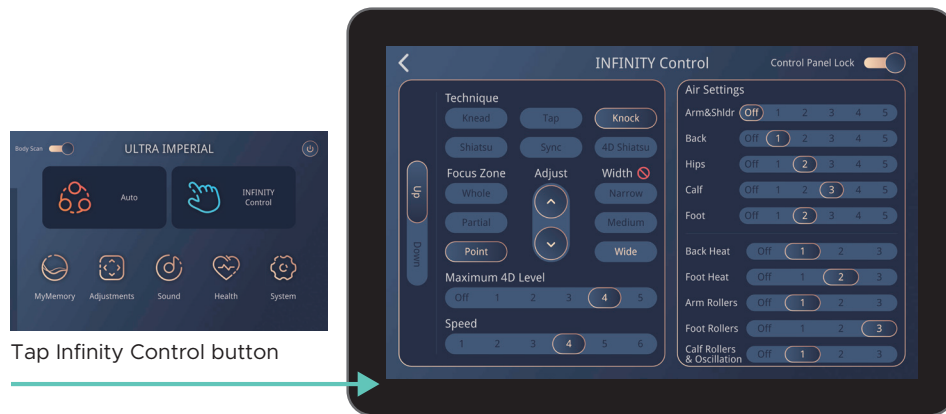 Body Scan
ULTRA IMPERIAL
Auto
INFINITY
Control
MyMemory
Adjustments
Sound
Health
System
Tap Infinity Control button
INFINITY Control
Control Panel Lock
Up
Down
Technique
Knead Tap Knock
Shiatsu Sync 4D Shiatsu
Focus Zone Adjust Width
Whole Narrow
Partial Medium
Point Wide
Maximum 4D Level
Off 1 2 3 4 5
Speed
1 2 3 4 5 6
Air Settings
Arm&Shldr Off 1 2 3 4 5
Back Off 1 2 3 4 5
Hips Off 1 2 3 4 5
Calf Off 1 2 3 4 5
Foot Off 1 2 3 4 5
Back Heat Off 1 2 3
Foot Heat Off 1 2 3
Arm Rollers Off 1 2 3
Foot Rollers Off 1 2 3
Calf Rollers
& Oscillation Off 1 2 3